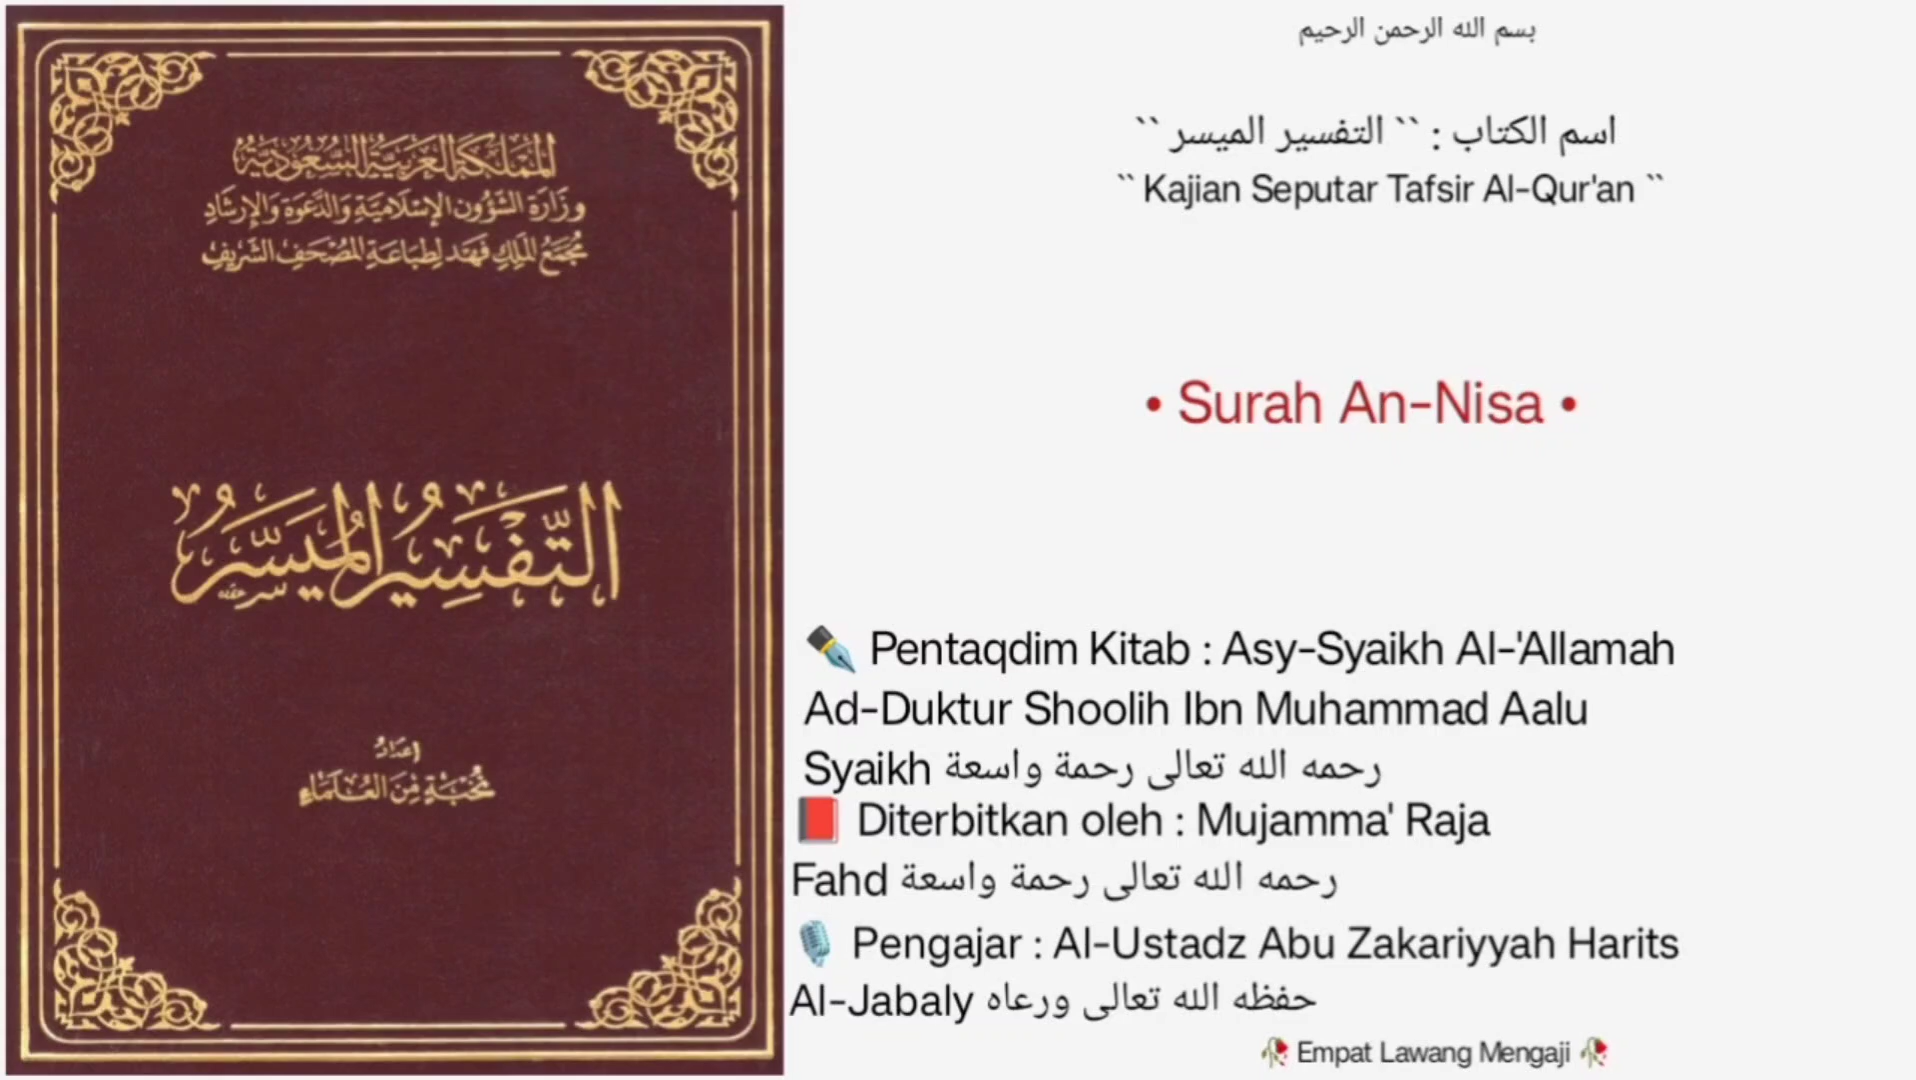 المملكة العربية السعودية
وزارة الشؤون الإسلامية والدعوة والإرشاد
مجمع الملك فهد لطباعة المصحف الشريف
التفسير الميسر
إعداد
نخبة من العلماء
بسم الله الرحمن الرحيم
اسم الكتاب : `` التفسير الميسر ``
`` Kajian Seputar Tafsir Al-Qur'an ``
• Surah An-Nisa •
✒️ Pentaqdim Kitab : Asy-Syaikh Al-'Allamah
Ad-Duktur Shoolih Ibn Muhammad Aalu
Syaikh رحمه الله تعالى رحمة واسعة
📕 Diterbitkan oleh : Mujamma' Raja
Fahd رحمه الله تعالى رحمة واسعة
🎙️ Pengajar : Al-Ustadz Abu Zakariyyah Harits
Al-Jabaly حفظه الله تعالى ورعاه
🥀 Empat Lawang Mengaji 🥀